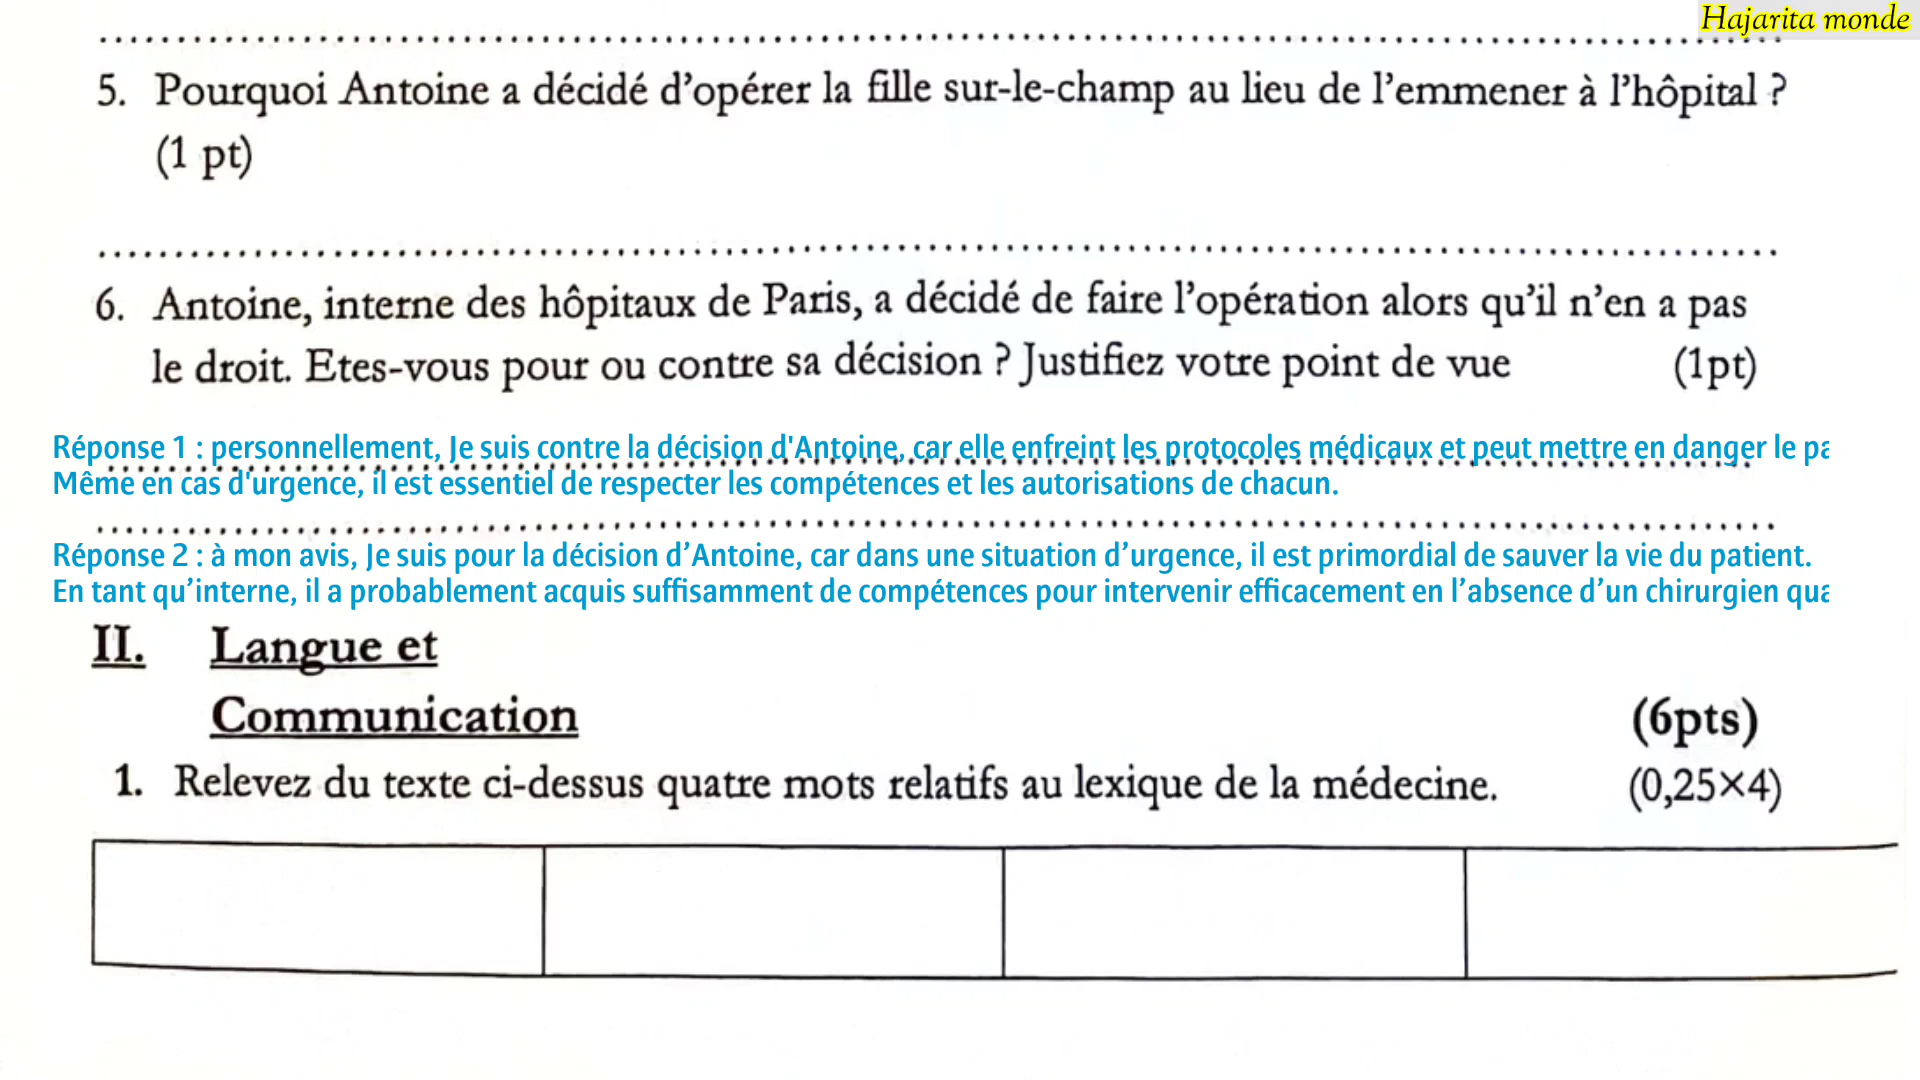 Hajarita monde
5. Pourquoi Antoine a décidé d'opérer la fille sur-le-champ au lieu de l'emmener à l'hôpital ?
(1 pt)
6. Antoine, interne des hôpitaux de Paris, a décidé de faire l'opération alors qu'il n'en a pas
le droit. Etes-vous pour ou contre sa décision ? Justifiez votre point de vue (1pt)
Réponse 1 : personnellement, Je suis contre la décision d'Antoine, car elle enfreint les protocoles médicaux et peut mettre en danger le
Même en cas d'urgence, il est essentiel de respecter les compétences et les autorisations de chacun.
Réponse 2 : à mon avis, Je suis pour la décision d’Antoine, car dans une situation d’urgence, il est primordial de sauver la vie du patient.
En tant qu’interne, il a probablement acquis suffisamment de compétences pour intervenir efficacement en l’absence d’un chirurgien
II. Langue et
Communication (6pts)
1. Relevez du texte ci-dessus quatre mots relatifs au lexique de la médecine. (0,25×4)